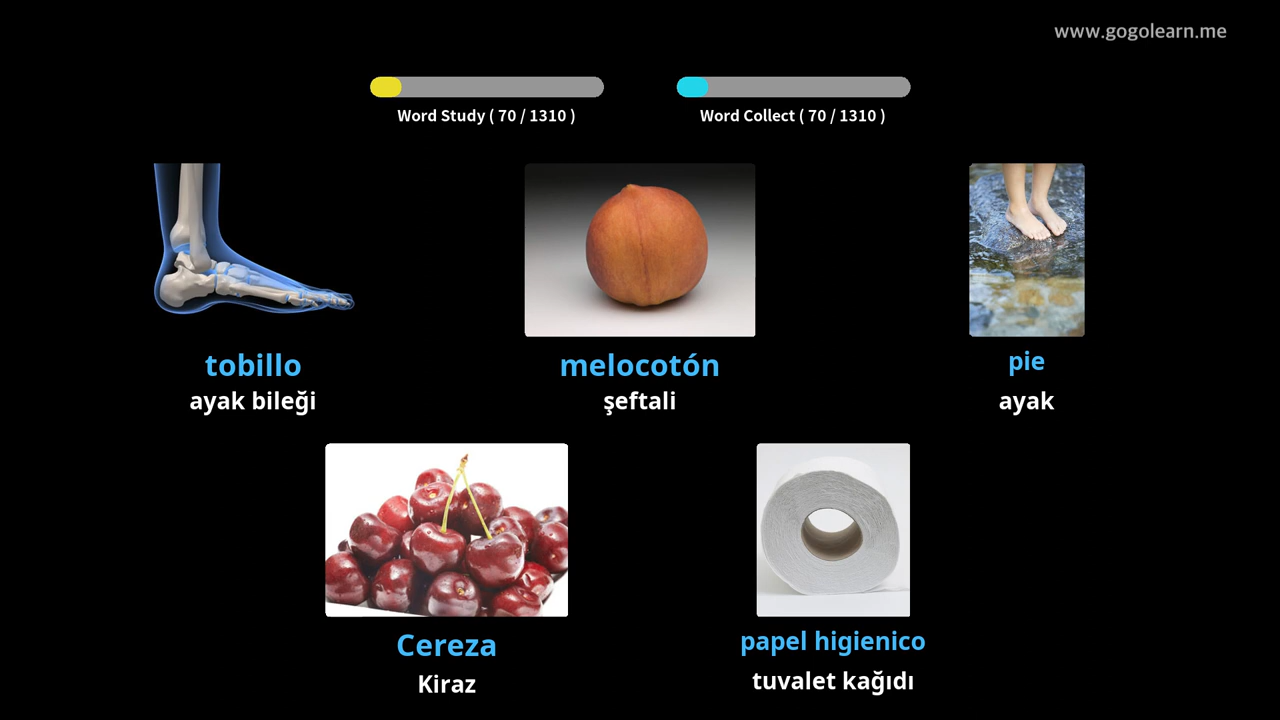 www.gogolearn.me
Word Study ( 70 / 1310 )
Word Collect ( 70 / 1310 )
tobillo
ayak bileği
melocotón
şeftali
pie
ayak
Cereza
Kiraz
papel higienico
tuvalet kağıdı